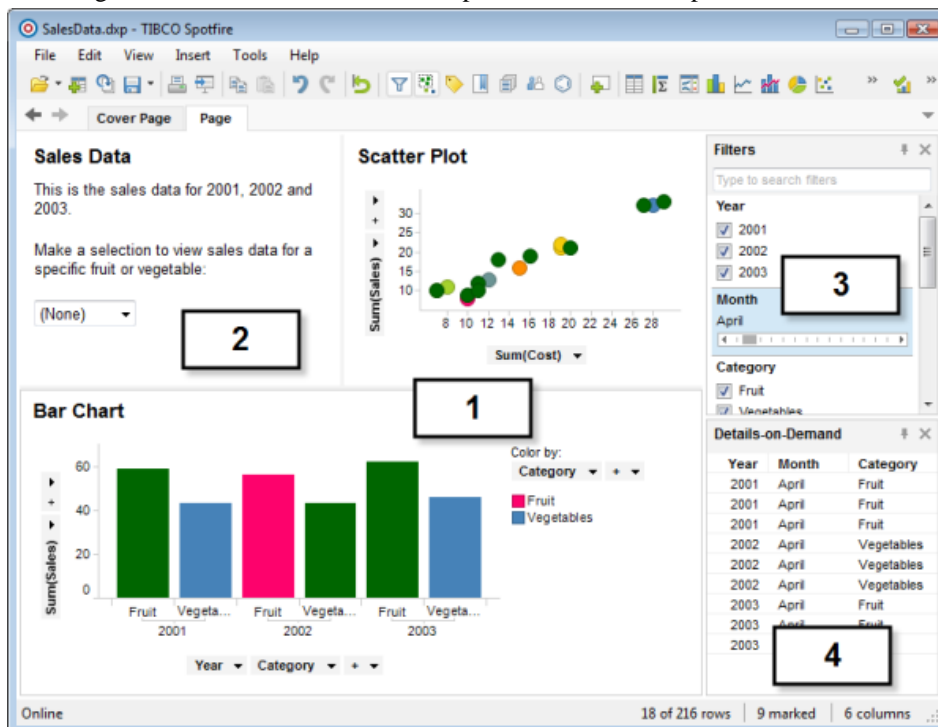 SalesData.dxp - TIBCO Spotfire
File Edit View Insert Tools Help
Cover Page Page
Sales Data
This is the sales data for 2001, 2002 and
2003.
Make a selection to view sales data for a
specific fruit or vegetable:
(None)
2
Scatter Plot
Sum(Sales)
30
25
20
15
10
8 10 12 14 16 18 20 22 24 26 28
Sum(Cost)
1
Bar Chart
Sum(Sales)
60
40
20
0
Fruit Vegeta... Fruit Vegeta... Fruit Vegeta...
2001 2002 2003
Year Category +
Color by:
Category +
Fruit
Vegetables
Filters
Type to search filters
Year
2001
2002
2003
3
Month
April
Category
Fruit
Vegetables
Details-on-Demand
Year Month Category
2001 April Fruit
2001 April Fruit
2001 April Fruit
2002 April Vegetables
2002 April Vegetables
2002 April Vegetables
2003 April Fruit
2003 April Fruit
2003
4
Online 18 of 216 rows 9 marked 6 columns